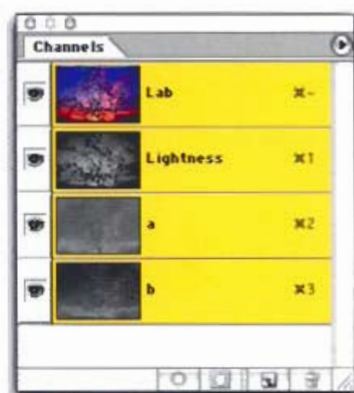 Channels
Lab ⌘~
Lightness ⌘1
a ⌘2
b ⌘3